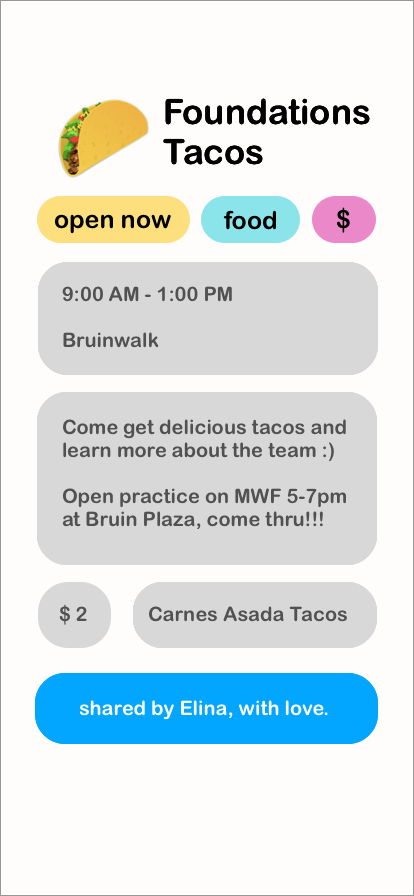 Foundations
Tacos
open now
food
$
9:00 AM - 1:00 PM
Bruinwalk
Come get delicious tacos and
learn more about the team :)
Open practice on MWF 5-7pm
at Bruin Plaza, come thru!!!
$ 2
Carnes Asada Tacos
shared by Elina, with love.